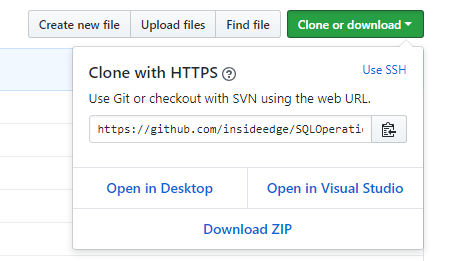 Create new file Upload files Find file Clone or download
Clone with HTTPS ? Use SSH
Use Git or checkout with SVN using the web URL.
https://github.com/insideedge/SQLOperati
Open in Desktop Open in Visual Studio
Download ZIP